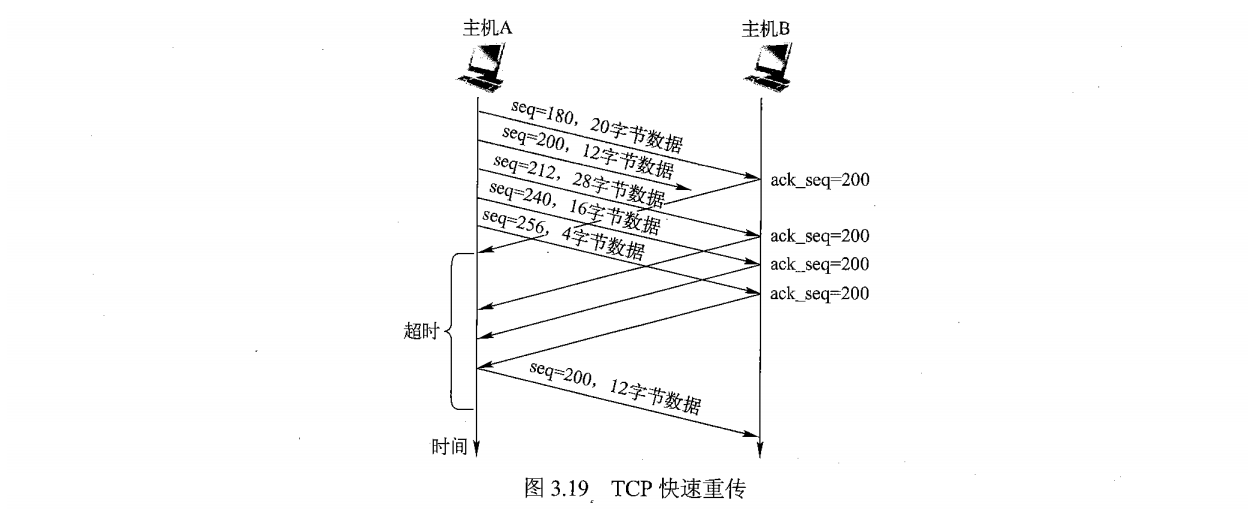 主机A
主机B
seq=180，20字节数据
seq=200，12字节数据
seq=212，28字节数据
seq=240，16字节数据
seq=256，4字节数据
ack_seq=200
ack_seq=200
ack_seq=200
ack_seq=200
超时
seq=200，12字节数据
时间
图 3.19 TCP 快速重传